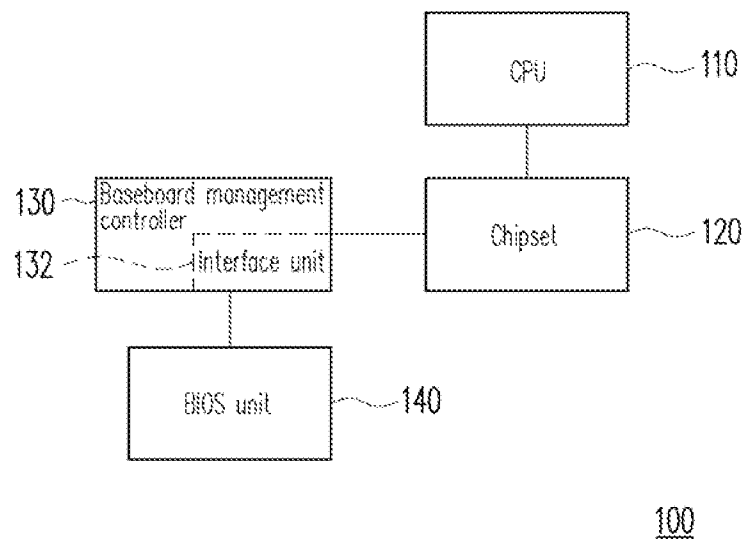 CPU
110
130
Baseboard management
controller
132
Interface unit
Chipset
120
BIOS unit
140
100